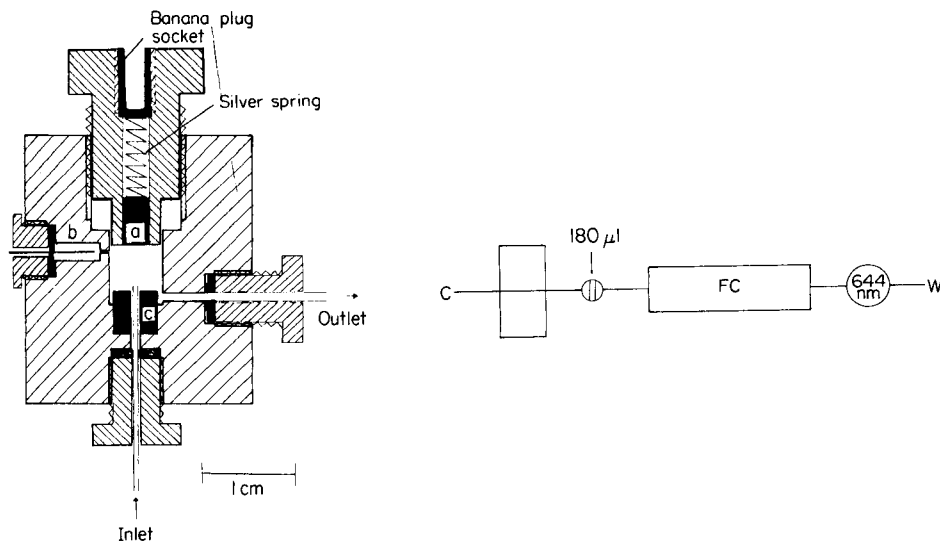 Banana plug
socket
Silver spring
b
a
c
Outlet
1 cm
Inlet
180 µl
C
FC
644
nm
W